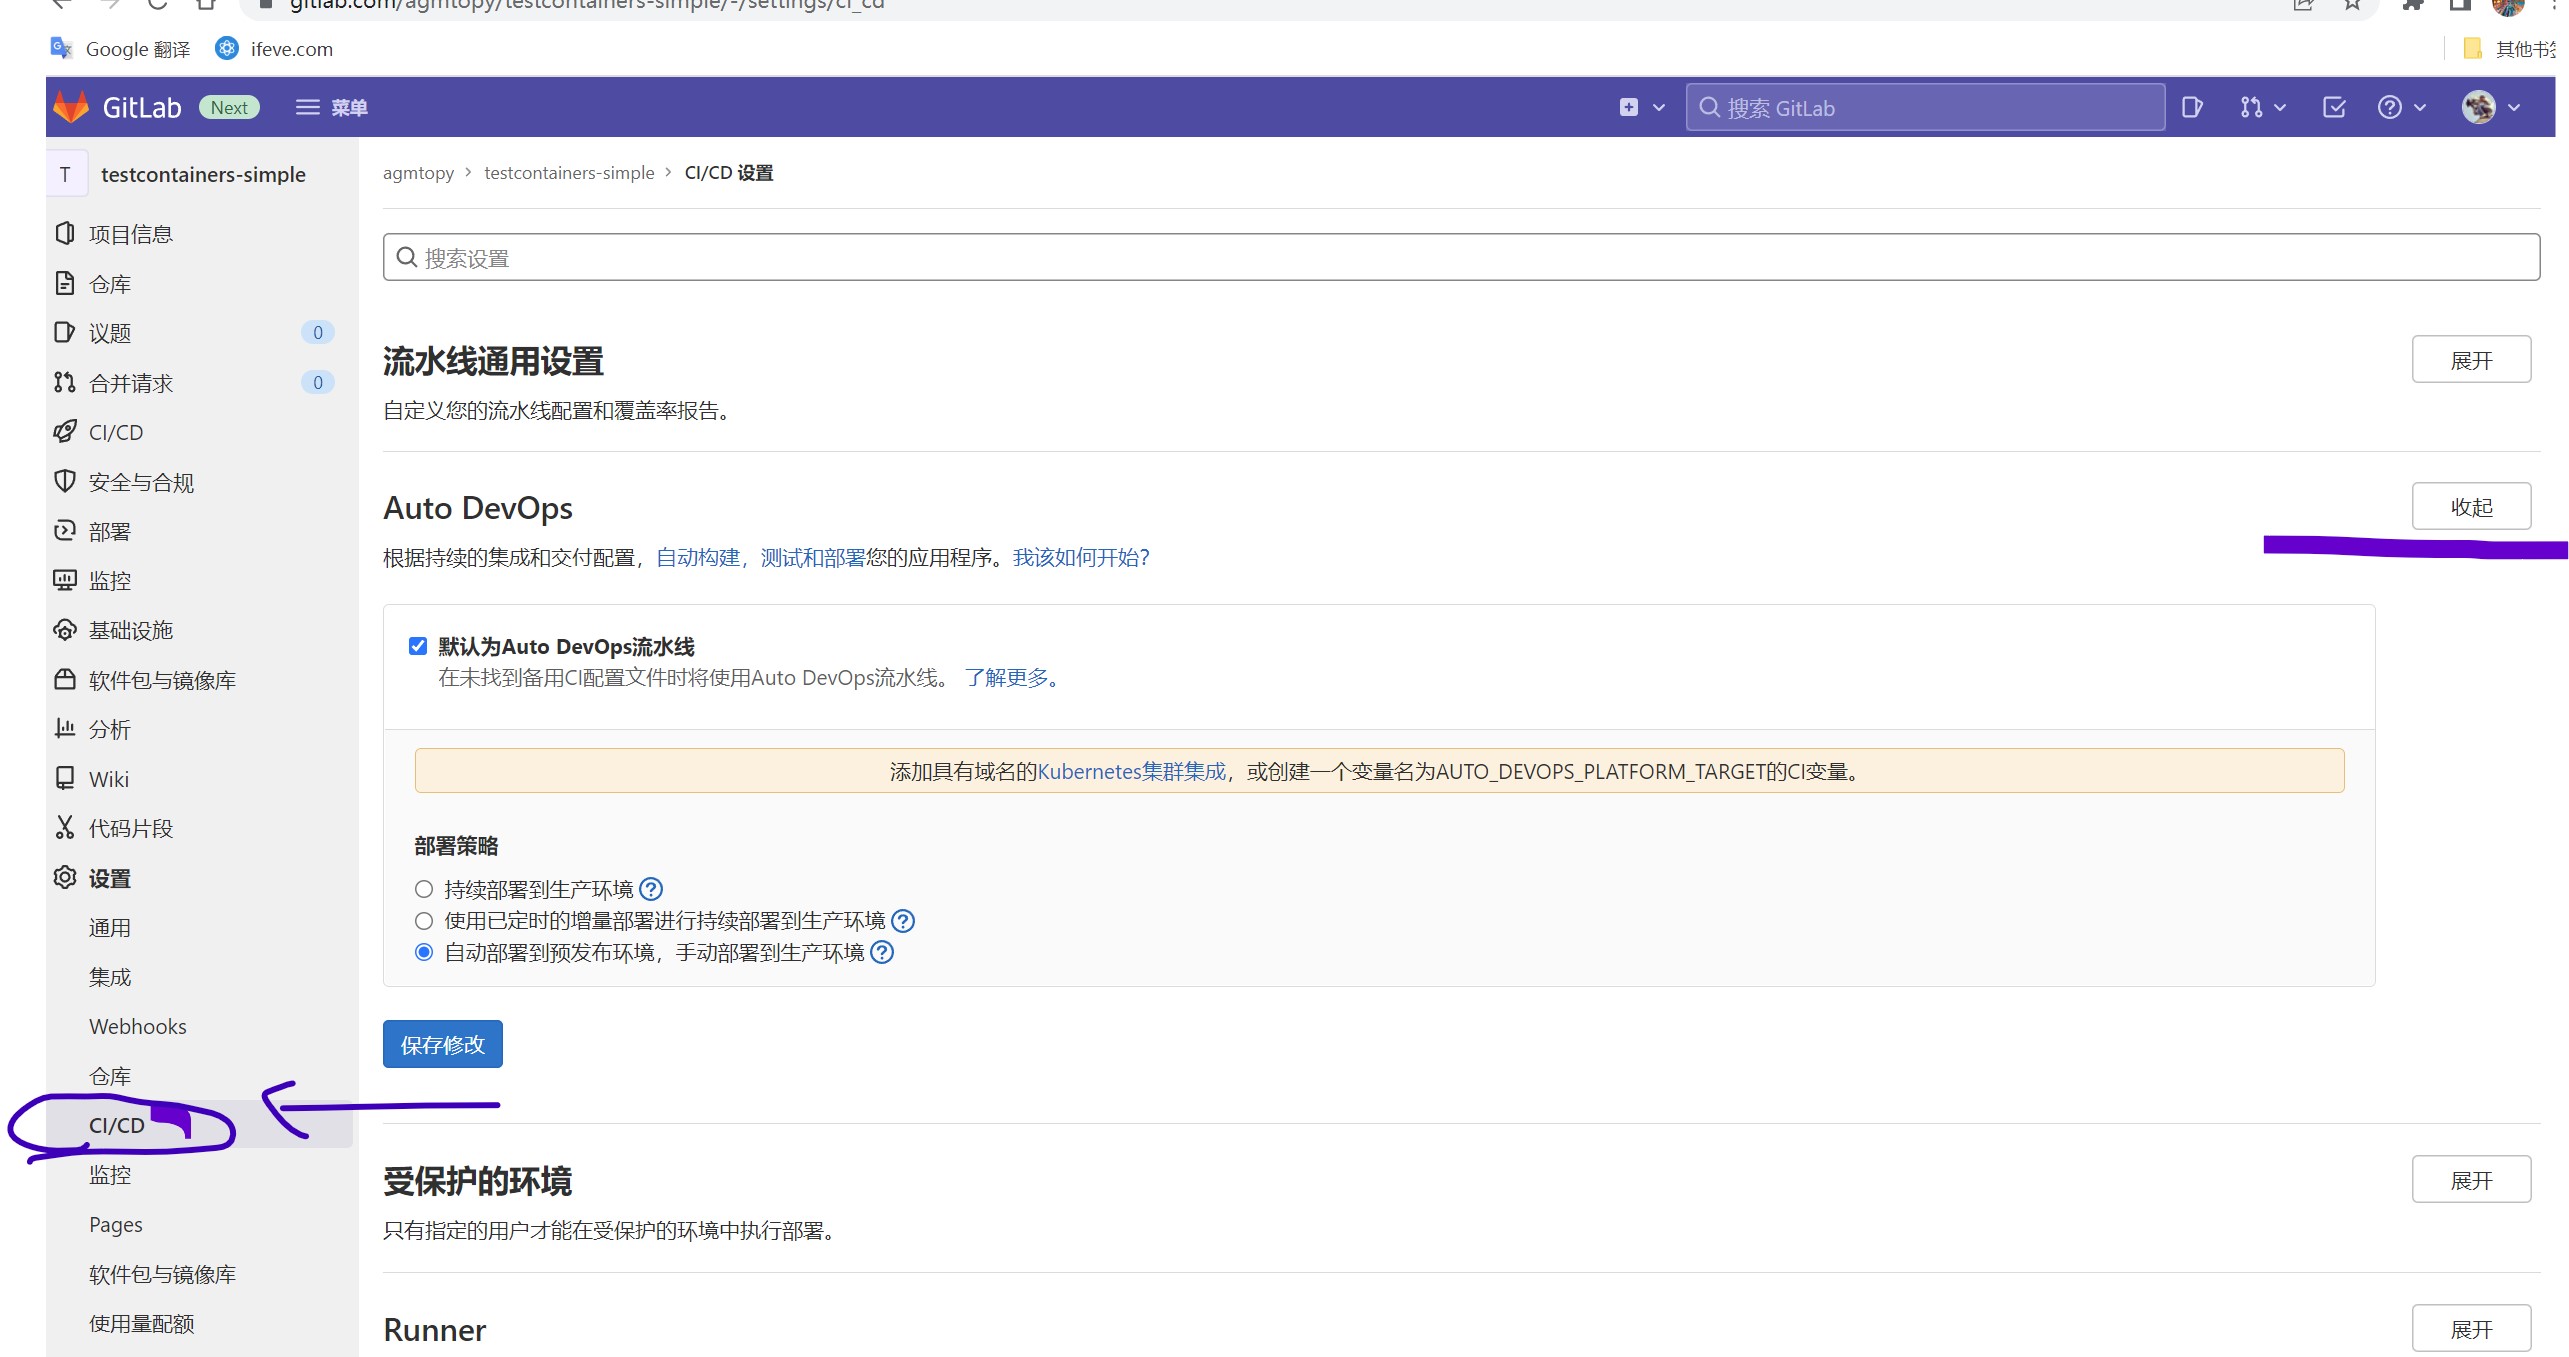 gitlab.com/agmtopy/testcontainers-simple/-/settings/ci_cd
Google 翻译
ifeve.com
其他书签
GitLab
Next
菜单
搜索 GitLab
T
testcontainers-simple
项目信息
仓库
议题
0
合并请求
0
CI/CD
安全与合规
部署
监控
基础设施
软件包与镜像库
分析
Wiki
代码片段
设置
通用
集成
Webhooks
仓库
CI/CD
监控
Pages
软件包与镜像库
使用量配额
agmtopy > testcontainers-simple > CI/CD 设置
搜索设置
流水线通用设置
展开
自定义您的流水线配置和覆盖率报告。
Auto DevOps
收起
根据持续的集成和交付配置，自动构建，测试和部署您的应用程序。我该如何开始？
默认为Auto DevOps流水线
在未找到备用CI配置文件时将使用Auto DevOps流水线。 了解更多。
添加具有域名的Kubernetes集群集成，或创建一个变量名为AUTO_DEVOPS_PLATFORM_TARGET的CI变量。
部署策略
持续部署到生产环境
使用已定时的增量部署进行持续部署到生产环境
自动部署到预发布环境，手动部署到生产环境
保存修改
受保护的环境
展开
只有指定的用户才能在受保护的环境中执行部署。
Runner
展开